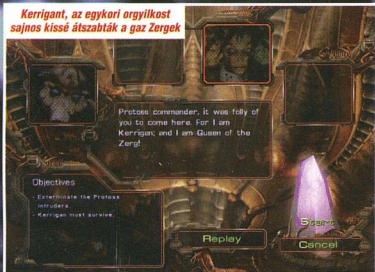 Kerrigant, az egykori orgyilkost
sajnos kissé átszabták a gaz Zergek
Protoss commander, it was folly of
you to come here. For I am
Kerrigan; and I am Queen of the
Zerg!
Objectives
- Exterminate the Protoss
intruders.
- Kerrigan must survive.
Start
Replay
Cancel